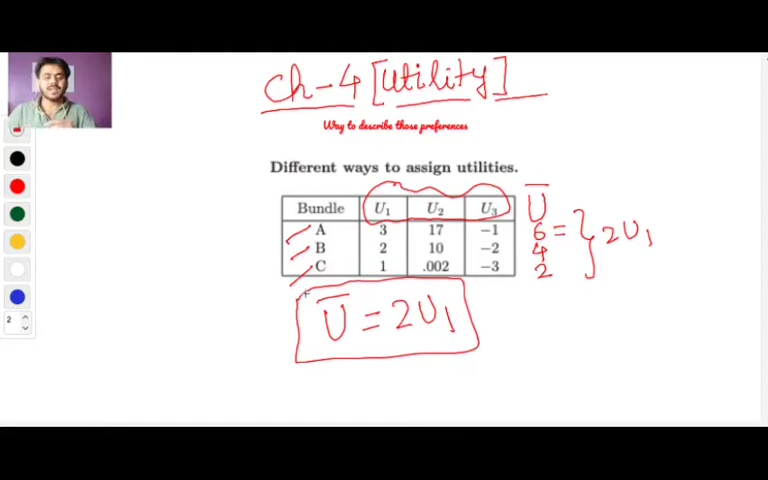 Ch-4 [Utility]
Way to describe those preferences
Different ways to assign utilities.
Bundle U1 U2 U3
A 3 17 −1
B 2 10 −2
C 1 .002 −3
Ū
6 =
4
2
} 2U1
Ū = 2U1
2